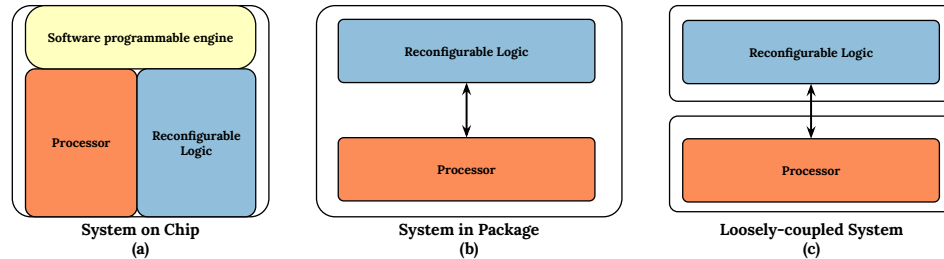 Software programmable engine
Processor
Reconfigurable
Logic
System on Chip
(a)
Reconfigurable Logic
Processor
System in Package
(b)
Reconfigurable Logic
Processor
Loosely-coupled System
(c)